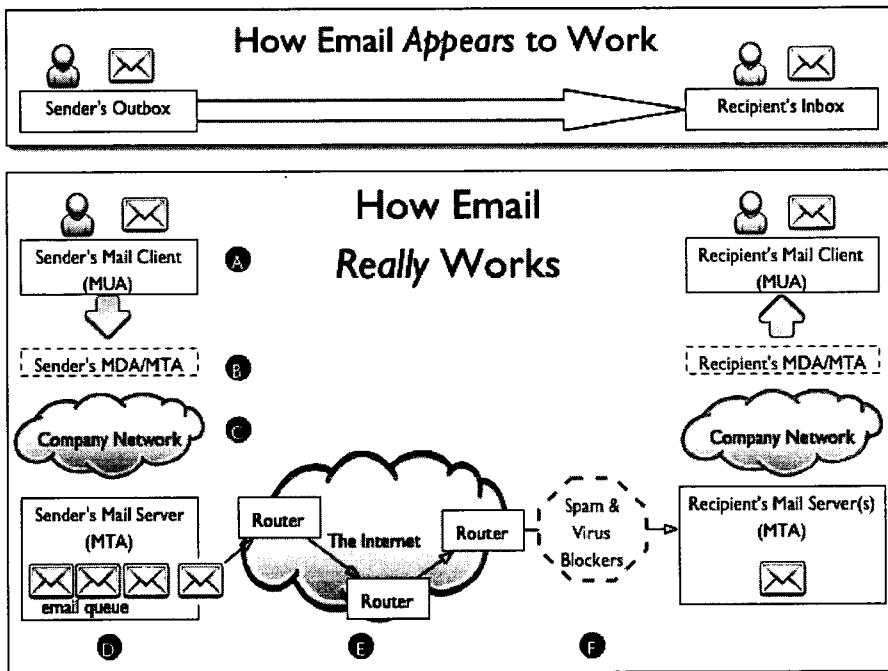 How Email Appears to Work
Sender's Outbox
Recipient's Inbox
How Email
Really Works
Sender's Mail Client
(MUA)
A
Recipient's Mail Client
(MUA)
Sender's MDA/MTA
B
Recipient's MDA/MTA
Company Network
C
Company Network
Sender's Mail Server
(MTA)
email queue
Router
The Internet
Router
Router
Spam &
Virus
Blockers
Recipient's Mail Server(s)
(MTA)
D
E
F